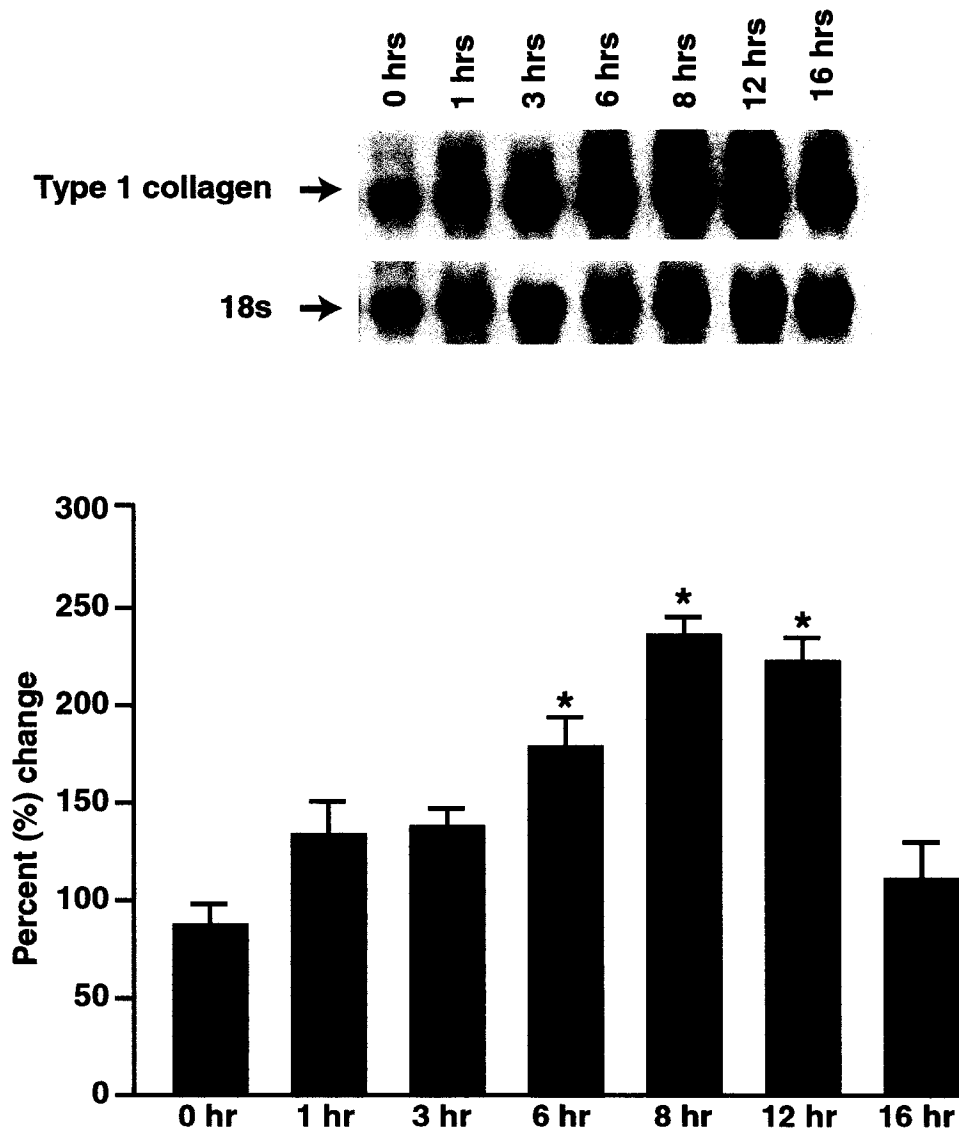 0 hrs 1 hrs 3 hrs 6 hrs 8 hrs 12 hrs 16 hrs
Type 1 collagen
18s
Percent (%) change
300
250
200
150
100
50
0
* * *
0 hr 1 hr 3 hr 6 hr 8 hr 12 hr 16 hr